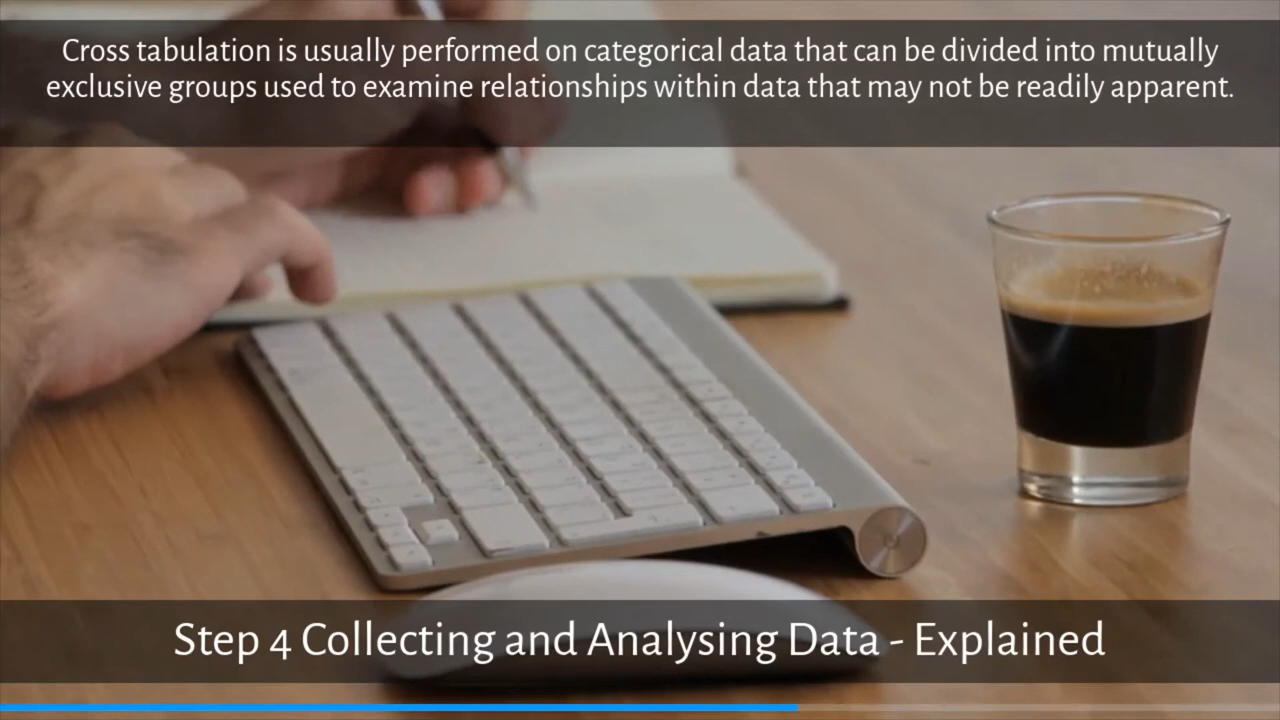 Cross tabulation is usually performed on categorical data that can be divided into mutually
exclusive groups used to examine relationships within data that may not be readily apparent.
Step 4 Collecting and Analysing Data - Explained